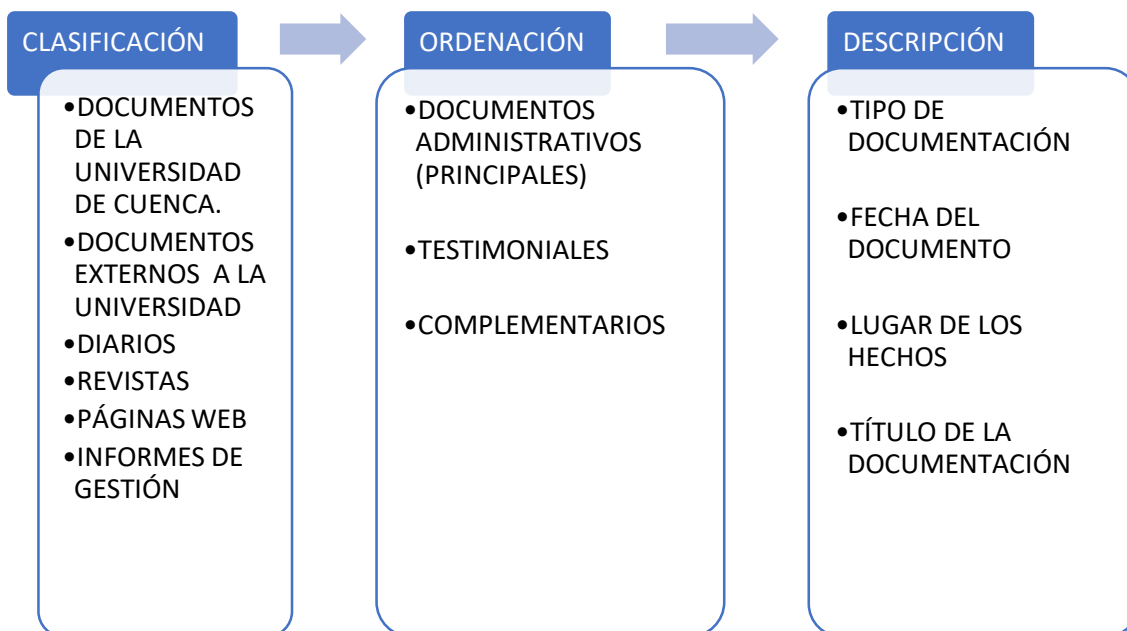 CLASIFICACIÓN
•DOCUMENTOS
DE LA
UNIVERSIDAD
DE CUENCA.
•DOCUMENTOS
EXTERNOS A LA
UNIVERSIDAD
•DIARIOS
•REVISTAS
•PÁGINAS WEB
•INFORMES DE
GESTIÓN
ORDENACIÓN
•DOCUMENTOS
ADMINISTRATIVOS
(PRINCIPALES)
•TESTIMONIALES
•COMPLEMENTARIOS
DESCRIPCIÓN
•TIPO DE
DOCUMENTACIÓN
•FECHA DEL
DOCUMENTO
•LUGAR DE LOS
HECHOS
•TÍTULO DE LA
DOCUMENTACIÓN